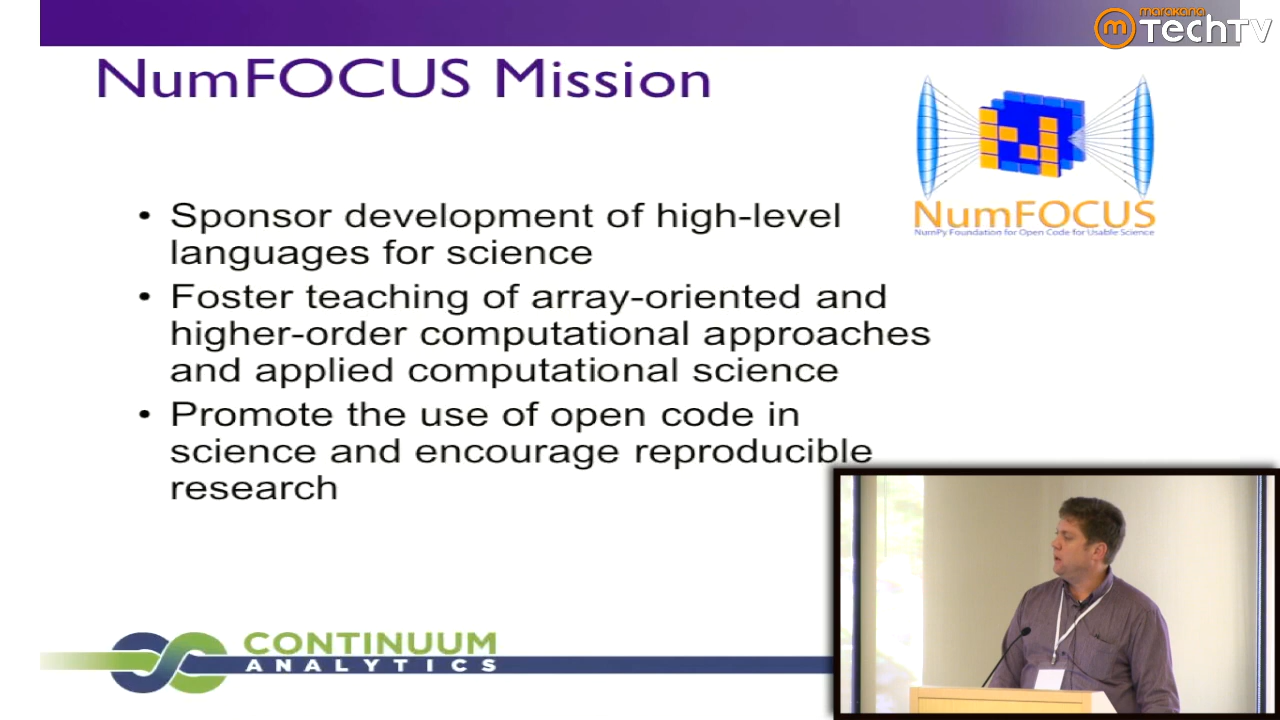 marakana
TechTV
NumFOCUS Mission
NumFOCUS
NumPy Foundation for Open Code for Usable Science
• Sponsor development of high-level
languages for science
• Foster teaching of array-oriented and
higher-order computational approaches
and applied computational science
• Promote the use of open code in
science and encourage reproducible
research
CONTINUUM
ANALYTICS